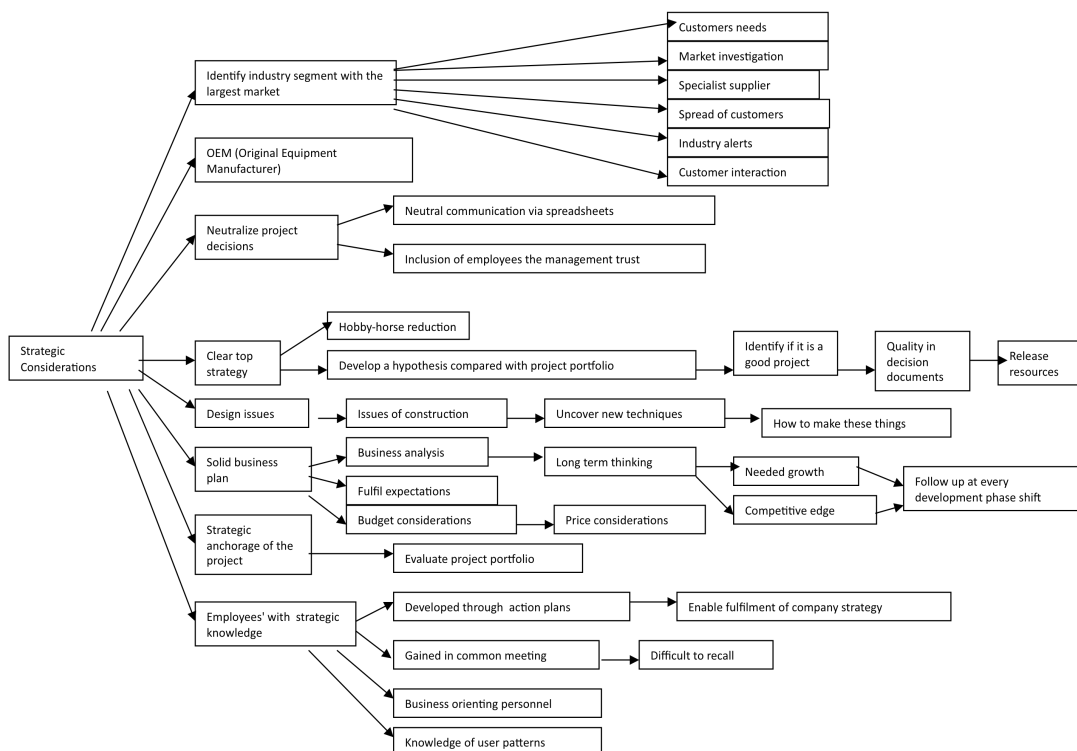 Customers needs
Market investigation
Specialist supplier
Spread of customers
Industry alerts
Customer interaction
Identify industry segment with the
largest market
OEM (Original Equipment
Manufacturer)
Neutralize project
decisions
Neutral communication via spreadsheets
Inclusion of employees the management trust
Strategic
Considerations
Clear top
strategy
Hobby-horse reduction
Develop a hypothesis compared with project portfolio
Identify if it is a
good project
Quality in
decision
documents
Release
resources
Design issues
Issues of construction
Uncover new techniques
How to make these things
Solid business
plan
Business analysis
Long term thinking
Needed growth
Follow up at every
development phase shift
Fulfil expectations
Budget considerations
Price considerations
Competitive edge
Strategic
anchorage of the
project
Evaluate project portfolio
Employees' with strategic
knowledge
Developed through action plans
Enable fulfilment of company strategy
Gained in common meeting
Difficult to recall
Business orienting personnel
Knowledge of user patterns